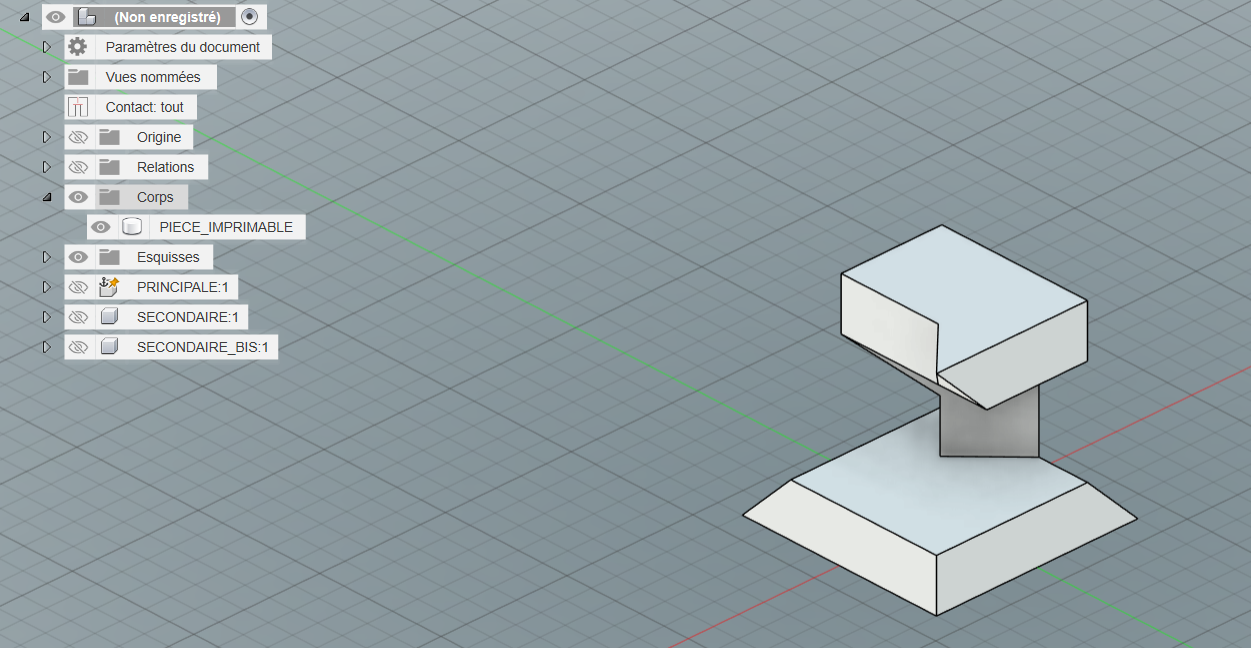 (Non enregistré)
Paramètres du document
Vues nommées
Contact: tout
Origine
Relations
Corps
PIECE_IMPRIMABLE
Esquisses
PRINCIPALE:1
SECONDAIRE:1
SECONDAIRE_BIS:1